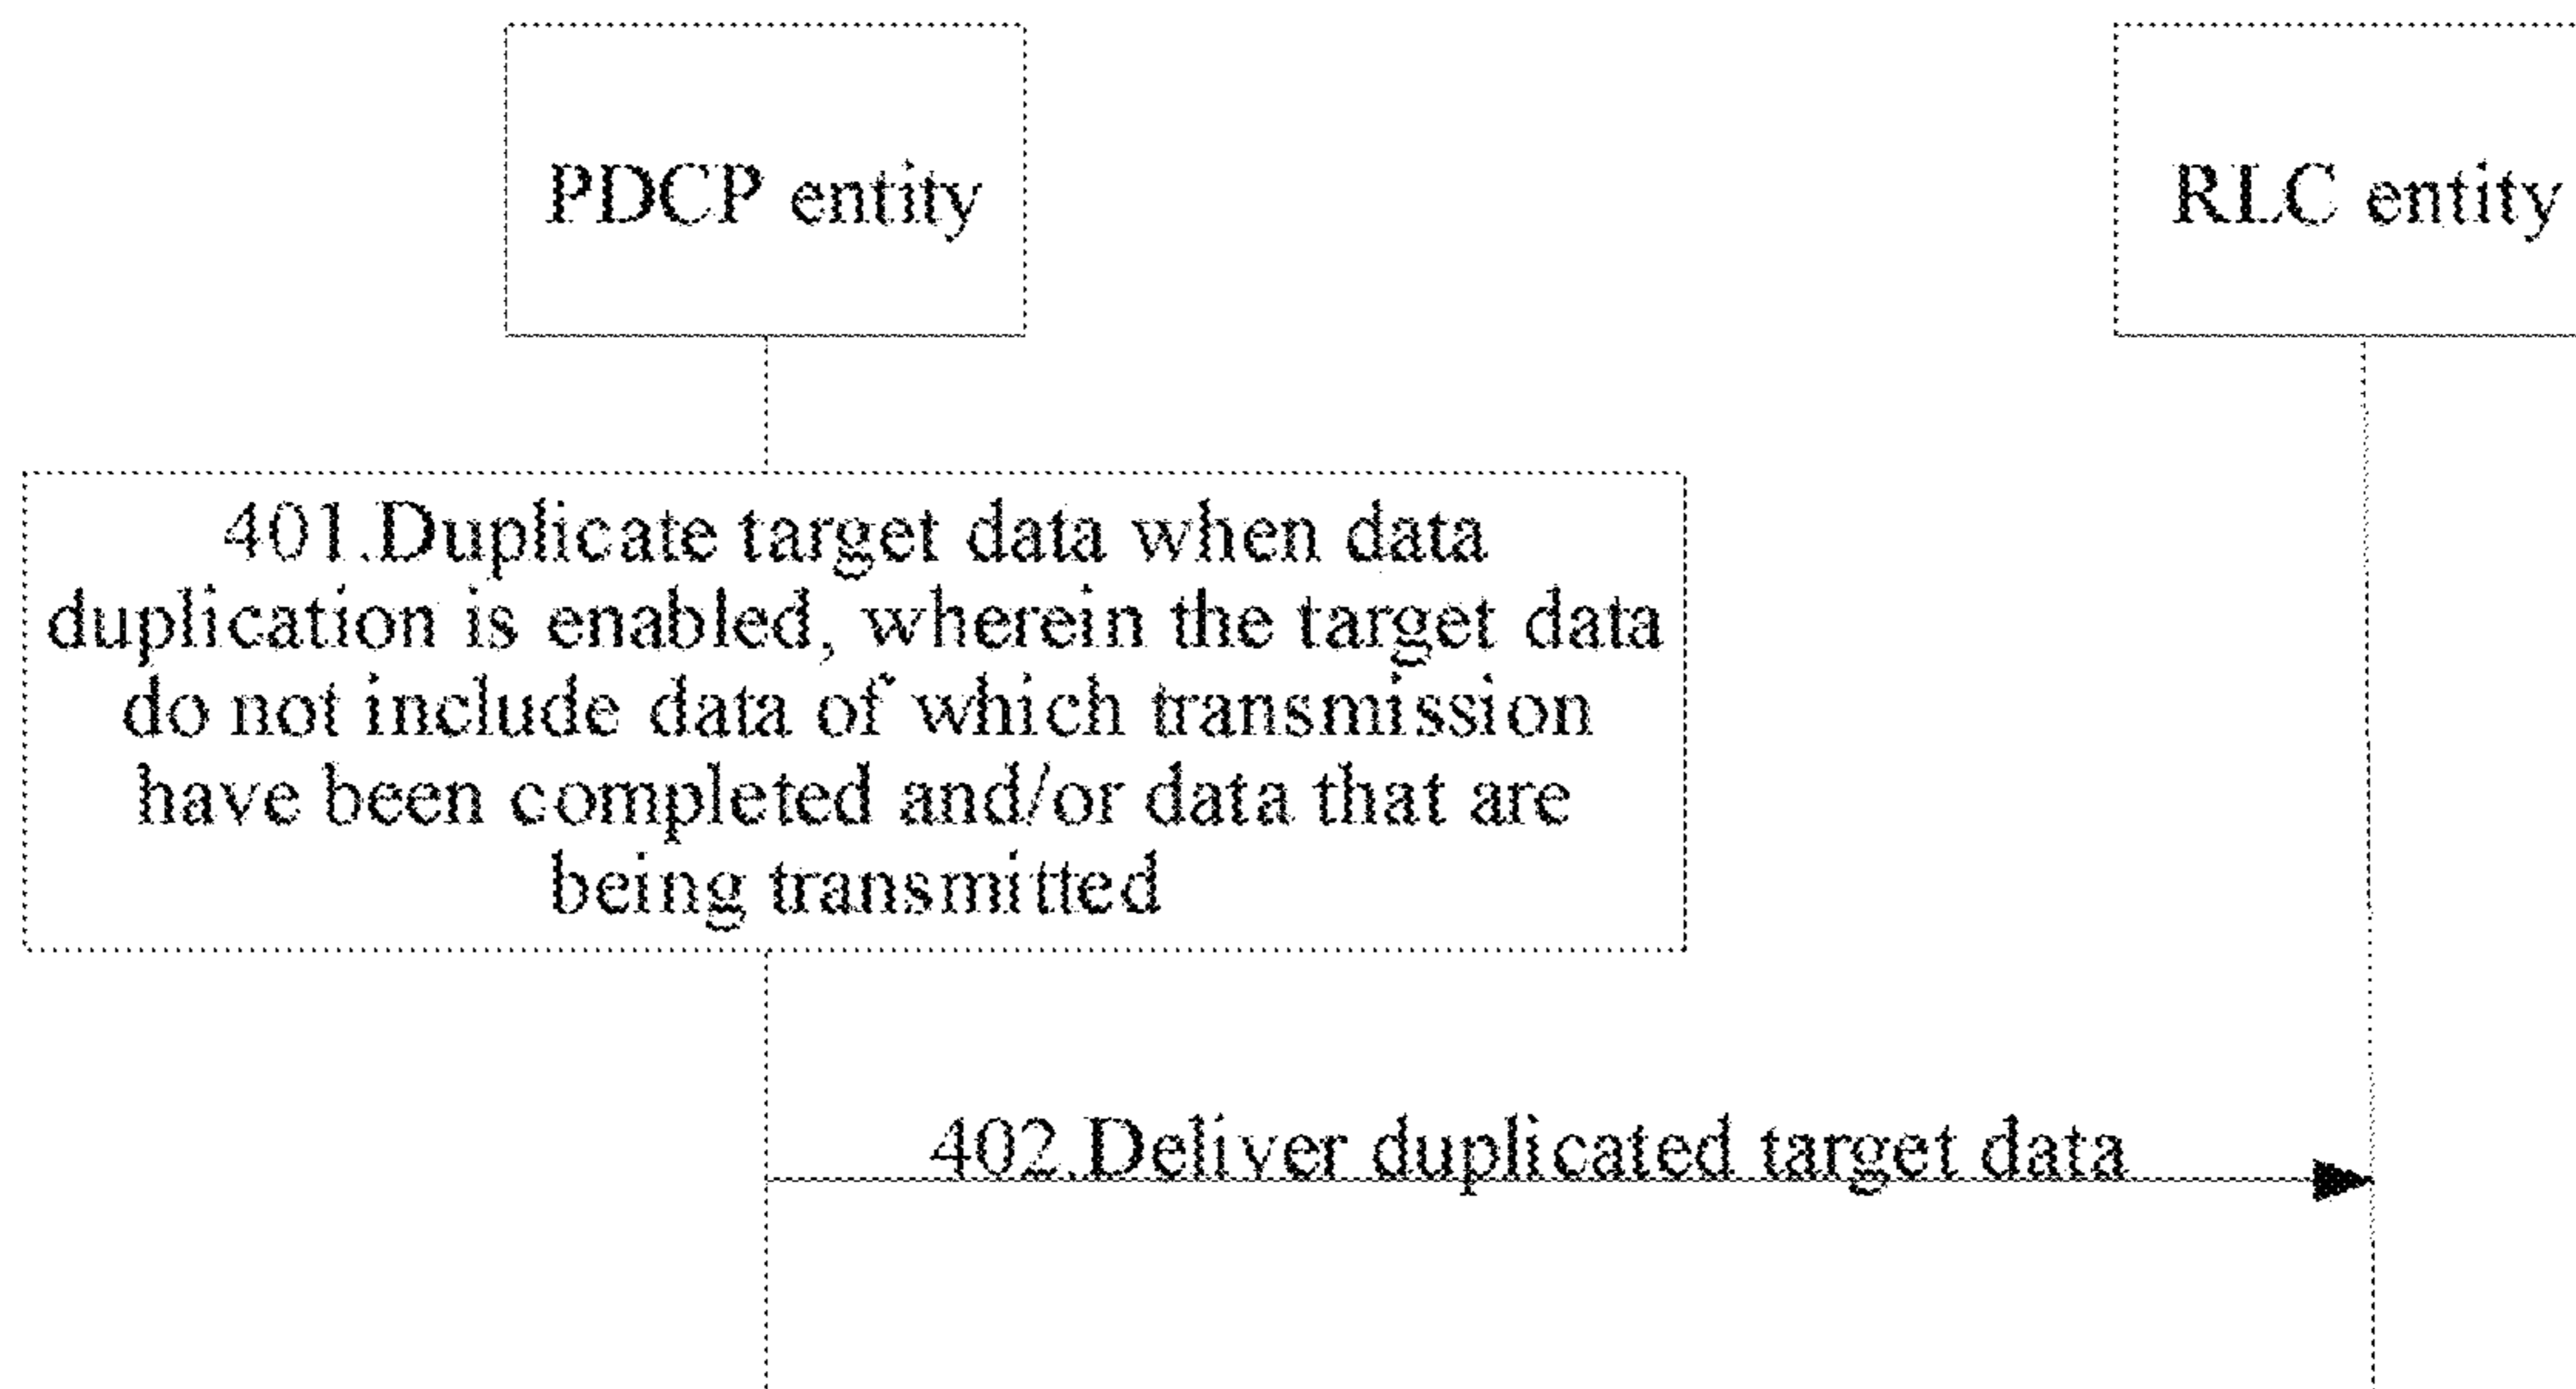 PDCP entity
RLC entity
401.Duplicate target data when data
duplication is enabled, wherein the target data
do not include data of which transmission
have been completed and/or data that are
being transmitted
402.Deliver duplicated target data